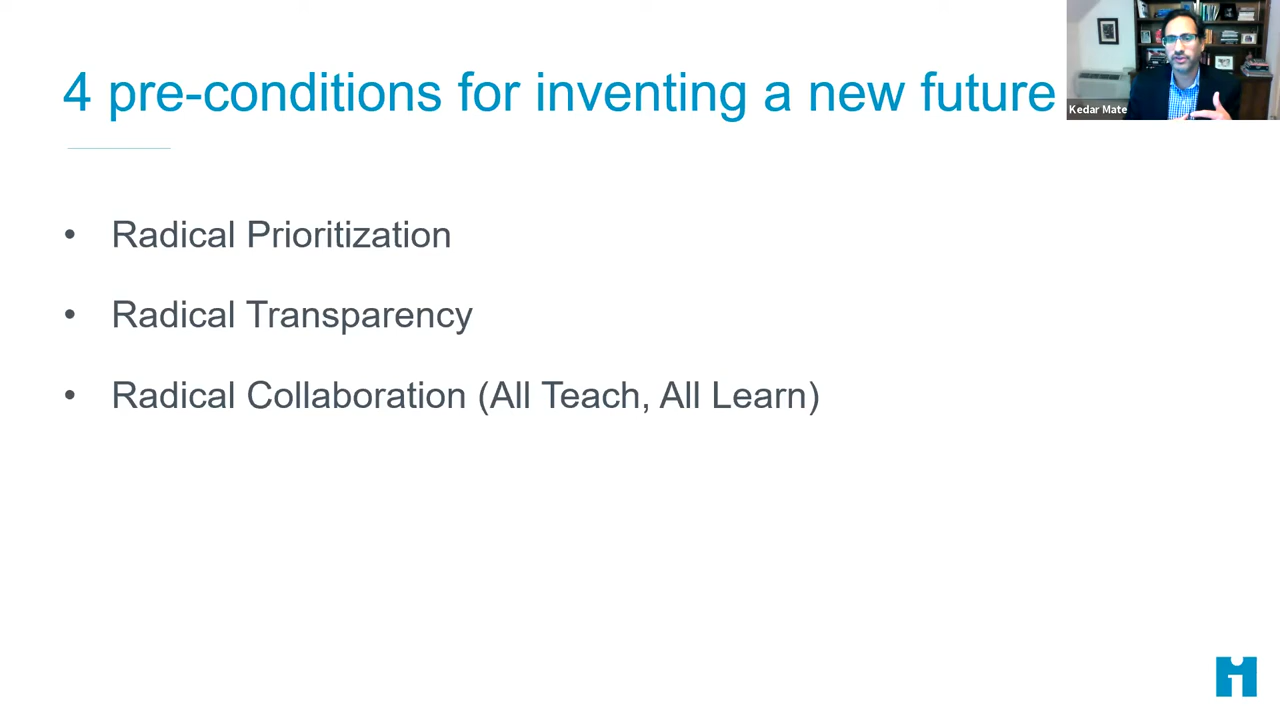 4 pre-conditions for inventing a new future
Kedar Mate
• Radical Prioritization
• Radical Transparency
• Radical Collaboration (All Teach, All Learn)